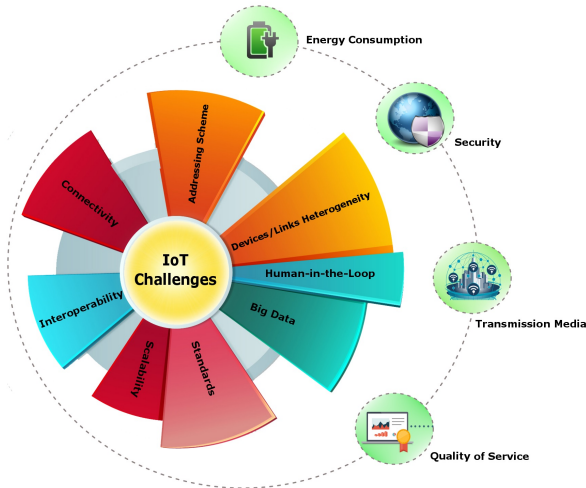 Energy Consumption
Security
Transmission Media
Quality of Service
IoT
Challenges
Addressing Scheme
Devices/Links Heterogeneity
Human-in-the-Loop
Big Data
Standards
Scalability
Interoperability
Connectivity